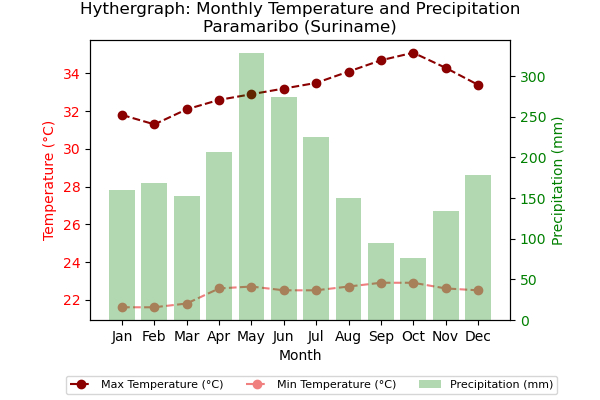 Hythergraph: Monthly Temperature and Precipitation
Paramaribo (Suriname)
Temperature (°C)
34
32
30
28
26
24
22
300
250
200
150
100
50
0
Precipitation (mm)
Jan Feb Mar Apr May Jun Jul Aug Sep Oct Nov Dec
Month
Max Temperature (°C) Min Temperature (°C) Precipitation (mm)